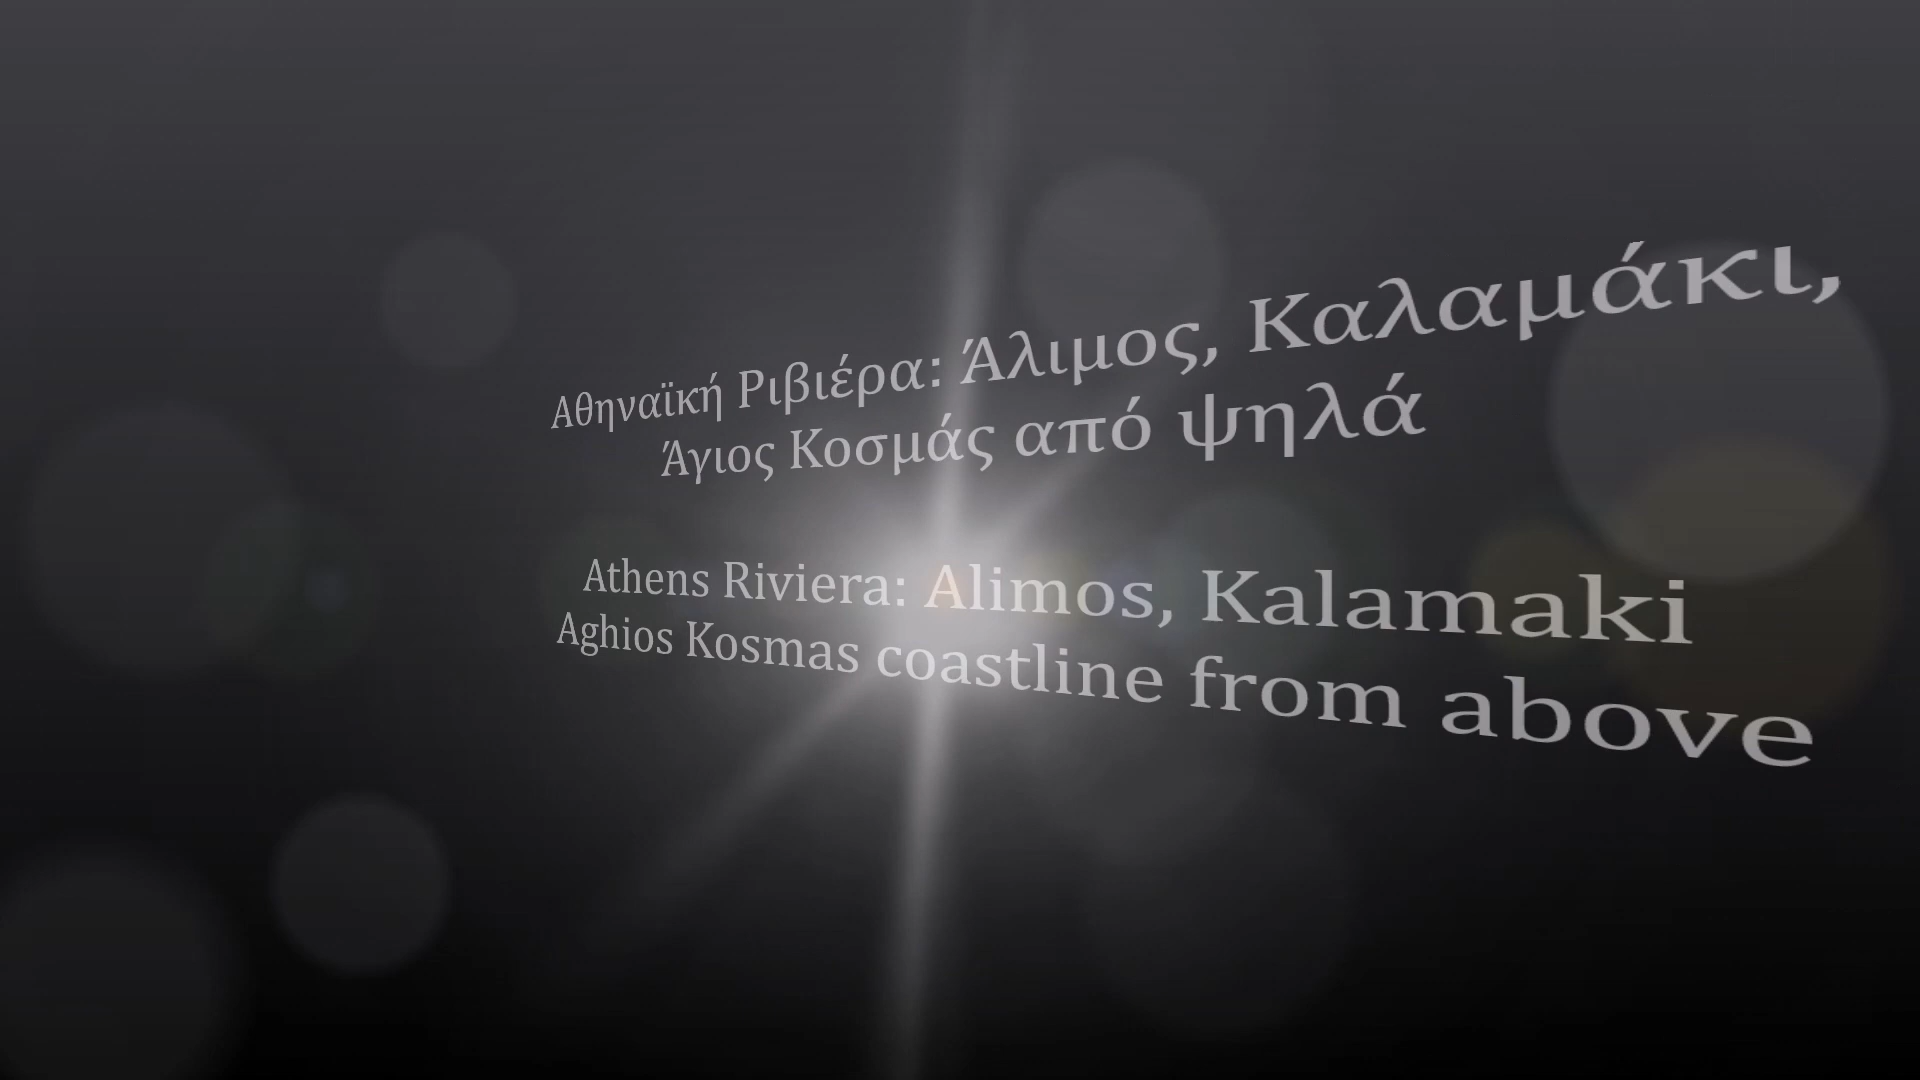 Αθηναϊκή Ριβιέρα: Άλιμος, Καλαμάκι,
Άγιος Κοσμάς από ψηλά
Athens Riviera: Alimos, Kalamaki
Aghios Kosmas coastline from above